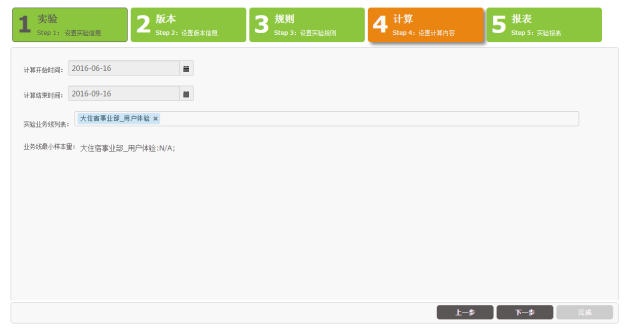 1 实验
Step 1: 设置实验信息
2 版本
Step 2: 设置版本信息
3 规则
Step 3: 设置实验规则
4 计算
Step 4: 设置计算内容
5 报表
Step 5: 实验报表
计算开始时间: 2016-06-16
计算结束时间: 2016-09-16
实验业务线列表: 大住宿事业部_用户体验 ×
业务线最小样本量: 大住宿事业部_用户体验:N/A;
上一步 下一步 完成